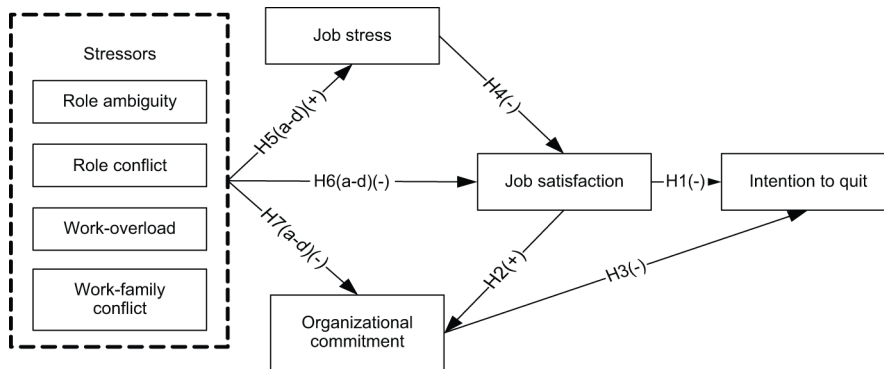 Stressors
Role ambiguity
Role conflict
Work-overload
Work-family
conflict
Job stress
H5(a-d)(+)
H4(-)
H6(a-d)(-)
Job satisfaction
H1(-)
Intention to quit
H7(a-d)(-)
H2(+)
H3(-)
Organizational
commitment